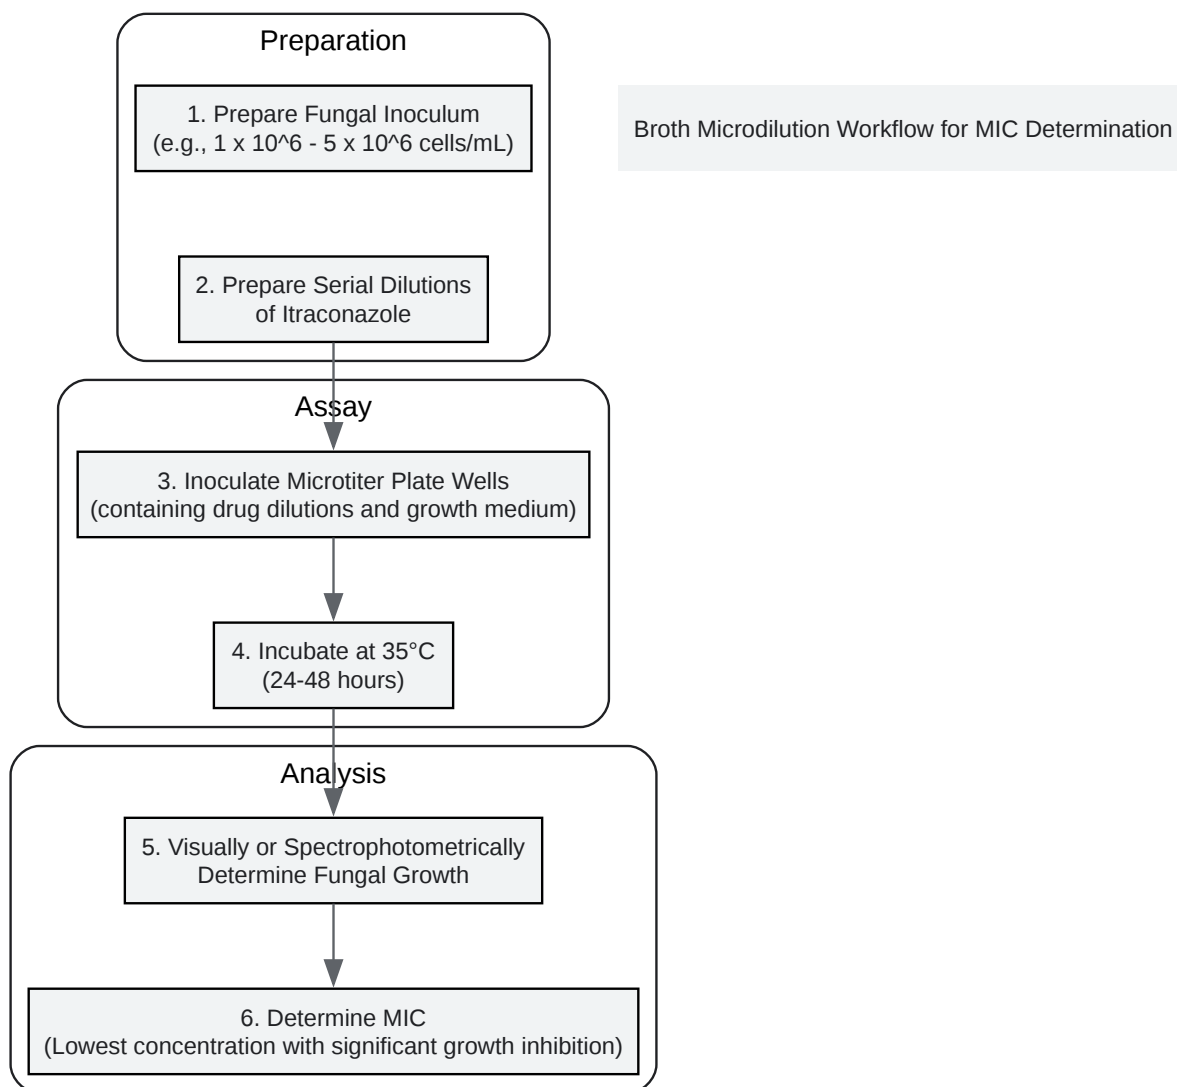 Preparation
1. Prepare Fungal Inoculum
(e.g., 1 x 10^6 - 5 x 10^6 cells/mL)
Broth Microdilution Workflow for MIC Determination
2. Prepare Serial Dilutions
of Itraconazole
Assay
3. Inoculate Microtiter Plate Wells
(containing drug dilutions and growth medium)
4. Incubate at 35°C
(24-48 hours)
Analysis
5. Visually or Spectrophotometrically
Determine Fungal Growth
6. Determine MIC
(Lowest concentration with significant growth inhibition)